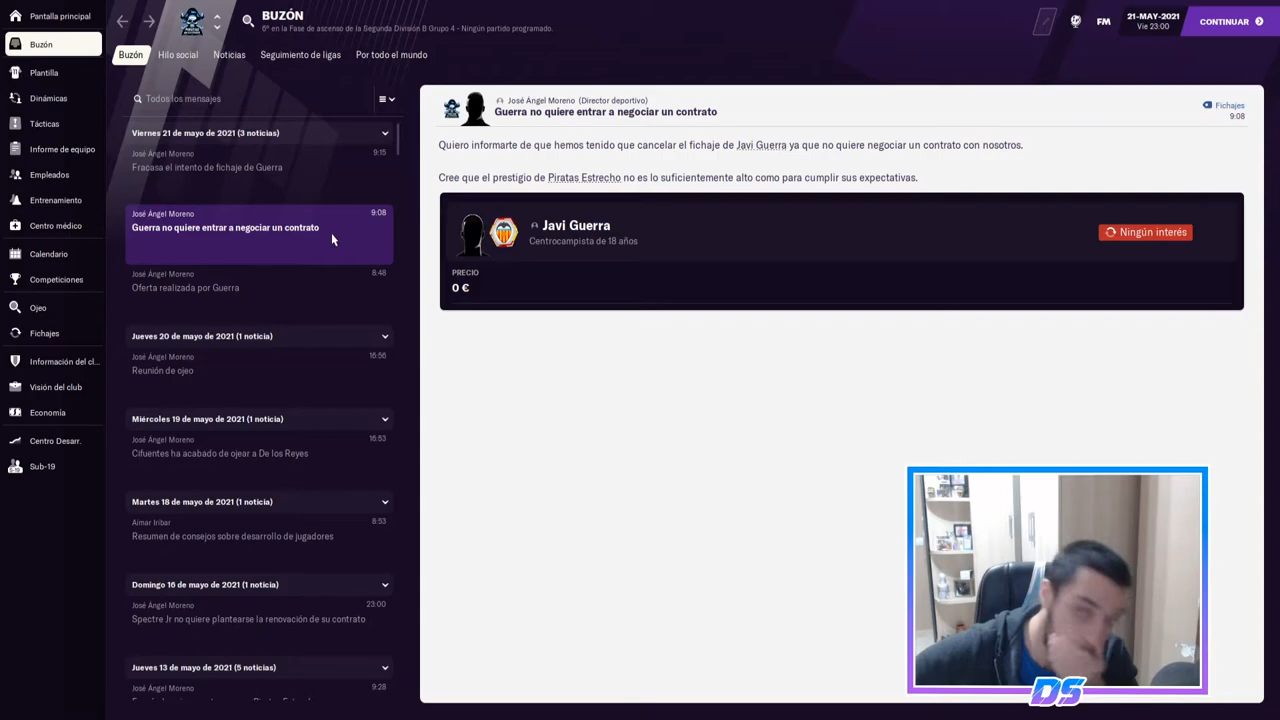 Pantalla principal
Buzón
Plantilla
Dinámicas
Tácticas
Informe de equipo
Empleados
Entrenamiento
Centro médico
Calendario
Competiciones
Ojeo
Fichajes
Información del cl...
Visión del club
Economía
Centro Desarr.
Sub-19
BUZÓN
6º en la Fase de ascenso de la Segunda División B Grupo 4 - Ningún partido programado.
FM
21-MAY-2021
Vie 23:00
CONTINUAR
Buzón
Hilo social
Noticias
Seguimiento de ligas
Por todo el mundo
Todos los mensajes
Viernes 21 de mayo de 2021 (3 noticias)
José Ángel Moreno 9:15
Fracasa el intento de fichaje de Guerra
José Ángel Moreno 9:08
Guerra no quiere entrar a negociar un contrato
José Ángel Moreno 8:48
Oferta realizada por Guerra
Jueves 20 de mayo de 2021 (1 noticia)
José Ángel Moreno 16:56
Reunión de ojeo
Miércoles 19 de mayo de 2021 (1 noticia)
José Ángel Moreno 16:53
Cifuentes ha acabado de ojear a De los Reyes
Martes 18 de mayo de 2021 (1 noticia)
Aimar Iribar 8:53
Resumen de consejos sobre desarrollo de jugadores
Domingo 16 de mayo de 2021 (1 noticia)
José Ángel Moreno 23:00
Spectre Jr no quiere plantearse la renovación de su contrato
Jueves 13 de mayo de 2021 (5 noticias)
José Ángel Moreno 9:28
José Ángel Moreno (Director deportivo)
Guerra no quiere entrar a negociar un contrato
Fichajes
9:08
Quiero informarte de que hemos tenido que cancelar el fichaje de Javi Guerra ya que no quiere negociar un contrato con nosotros.
Cree que el prestigio de Piratas Estrecho no es lo suficientemente alto como para cumplir sus expectativas.
Javi Guerra
Centrocampista de 18 años
Ningún interés
PRECIO
0 €
DS